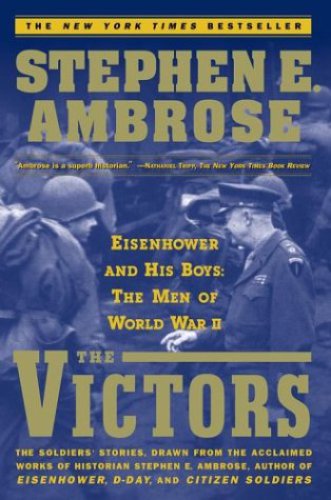 THE NEW YORK TIMES BESTSELLER
STEPHEN E.
AMBROSE
"Ambrose is a superb historian." —Nathaniel Tripp, The New York Times Book Review
Eisenhower
and His Boys:
The Men of
World War II
THE
VICTORS
THE SOLDIERS' STORIES, DRAWN FROM THE ACCLAIMED
WORKS OF HISTORIAN STEPHEN E. AMBROSE, AUTHOR OF
EISENHOWER, D-DAY, AND CITIZEN SOLDIERS